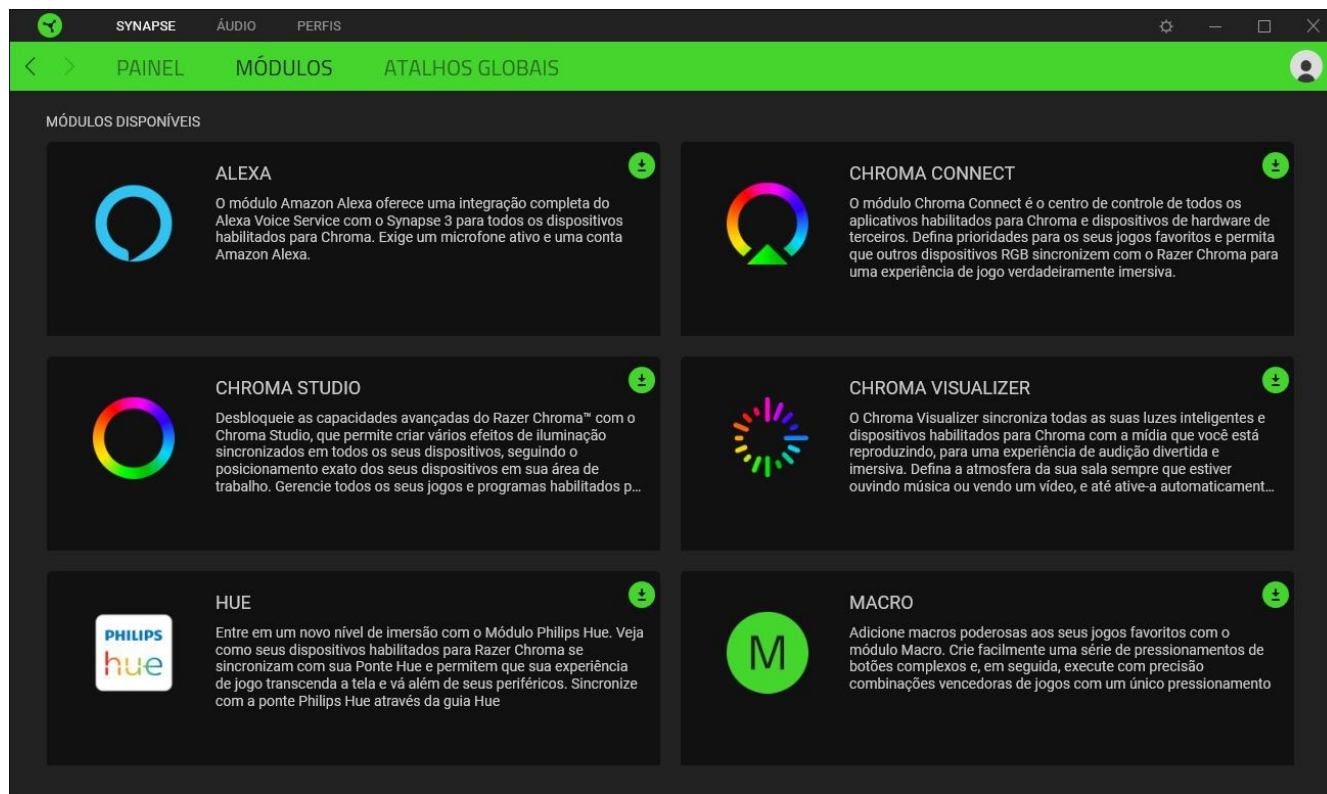 SYNAPSE ÁUDIO PERFIS
PAINEL MÓDULOS ATALHOS GLOBAIS
MÓDULOS DISPONÍVEIS
ALEXA
O módulo Amazon Alexa oferece uma integração completa do
Alexa Voice Service com o Synapse 3 para todos os dispositivos
habilitados para Chroma. Exige um microfone ativo e uma conta
Amazon Alexa.
CHROMA CONNECT
O módulo Chroma Connect é o centro de controle de todos os
aplicativos habilitados para Chroma e dispositivos de hardware de
terceiros. Defina prioridades para os seus jogos favoritos e permita
que outros dispositivos RGB sincronizem com o Razer Chroma para
uma experiência de jogo verdadeiramente imersiva.
CHROMA STUDIO
Desbloqueie as capacidades avançadas do Razer Chroma™ com o
Chroma Studio, que permite criar vários efeitos de iluminação
sincronizados em todos os seus dispositivos, seguindo o
posicionamento exato dos seus dispositivos em sua área de
trabalho. Gerencie todos os seus jogos e programas habilitados p...
CHROMA VISUALIZER
O Chroma Visualizer sincroniza todas as suas luzes inteligentes e
dispositivos habilitados para Chroma com a mídia que você está
reproduzindo, para uma experiência de audição divertida e
imersiva. Defina a atmosfera da sua sala sempre que estiver
ouvindo música ou vendo um vídeo, e até ative-a automaticament...
PHILIPS
hue
HUE
Entre em um novo nível de imersão com o Módulo Philips Hue. Veja
como seus dispositivos habilitados para Razer Chroma se
sincronizam com sua Ponte Hue e permitem que sua experiência
de jogo transcenda a tela e vá além de seus periféricos. Sincronize
com a ponte Philips Hue através da guia Hue
M
MACRO
Adicione macros poderosas aos seus jogos favoritos com o
módulo Macro. Crie facilmente uma série de pressionamentos de
botões complexos e, em seguida, execute com precisão
combinações vencedoras de jogos com um único pressionamento